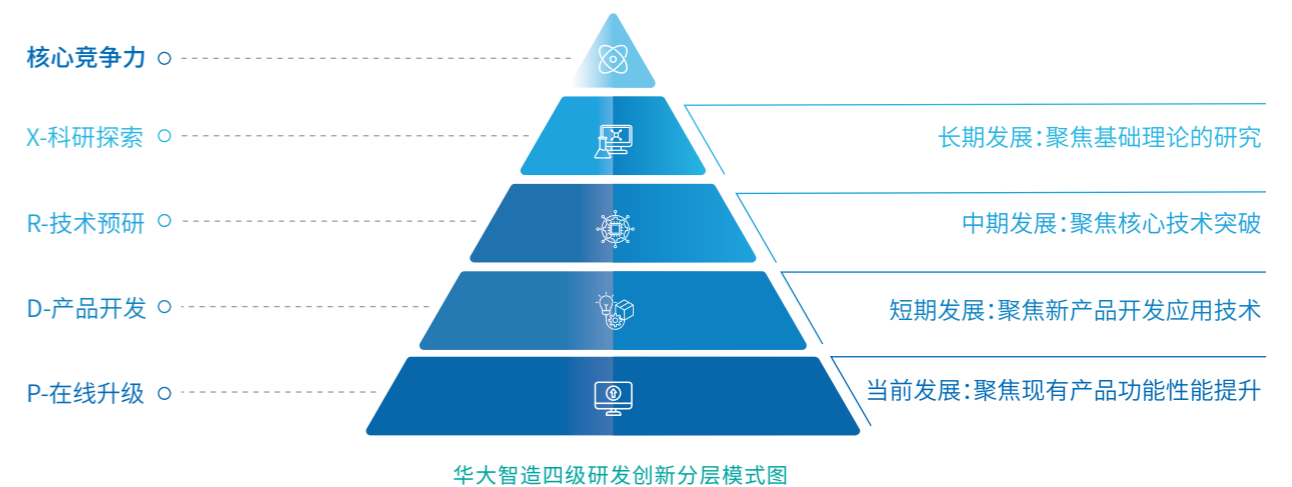 核心竞争力
X-科研探索
长期发展：聚焦基础理论的研究
R-技术预研
中期发展：聚焦核心技术突破
D-产品开发
短期发展：聚焦新产品开发应用技术
P-在线升级
当前发展：聚焦现有产品功能性能提升
华大智造四级研发创新分层模式图